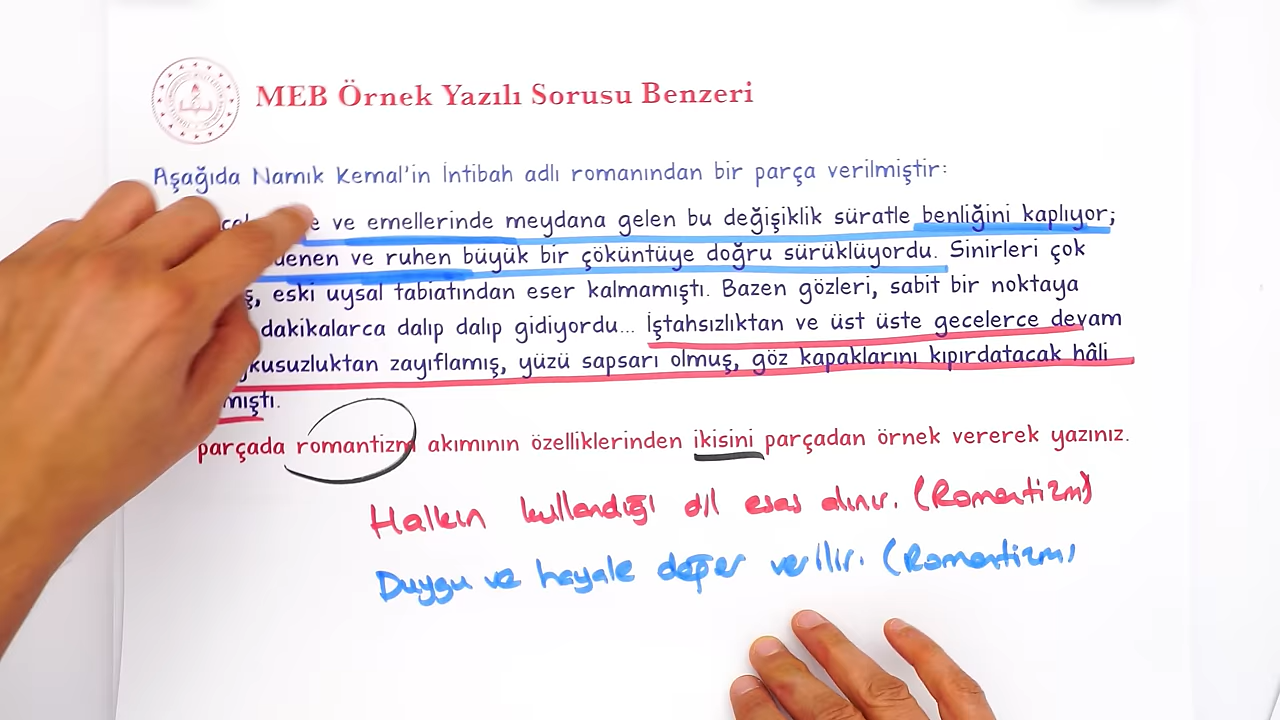 MEB Örnek Yazılı Sorusu Benzeri
Aşağıda Namık Kemal'in İntibah adlı romanından bir parça verilmiştir:
ve emellerinde meydana gelen bu değişiklik süratle benliğini kaplıyor;
ve ruhen büyük bir çöküntüye doğru sürüklüyordu. Sinirleri çok
eski uysal tabiatından eser kalmamıştı. Bazen gözleri, sabit bir noktaya
dakikalarca dalıp dalıp gidiyordu... İştahsızlıktan ve üst üste gecelerce devam
kusuzluktan zayıflamış, yüzü sapsarı olmuş, göz kapaklarını kıpırdatacak hâli
mıştı.
parçada romantizm akımının özelliklerinden ikisini parçadan örnek vererek yazınız.
Halkın kullandığı dil esas alınır. (Romantizm)
Duygu ve hayale değer verilir. (Romantizm)